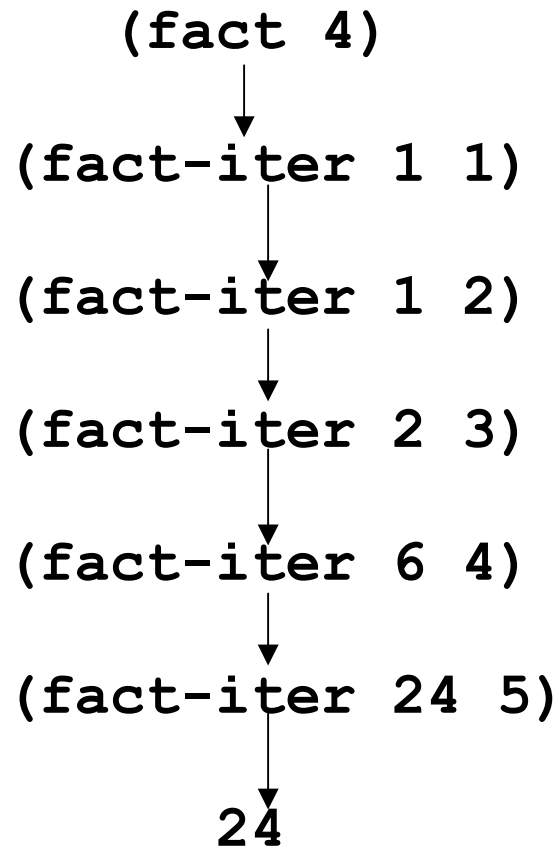 (fact 4)
(fact-iter 1 1)
(fact-iter 1 2)
(fact-iter 2 3)
(fact-iter 6 4)
(fact-iter 24 5)
24